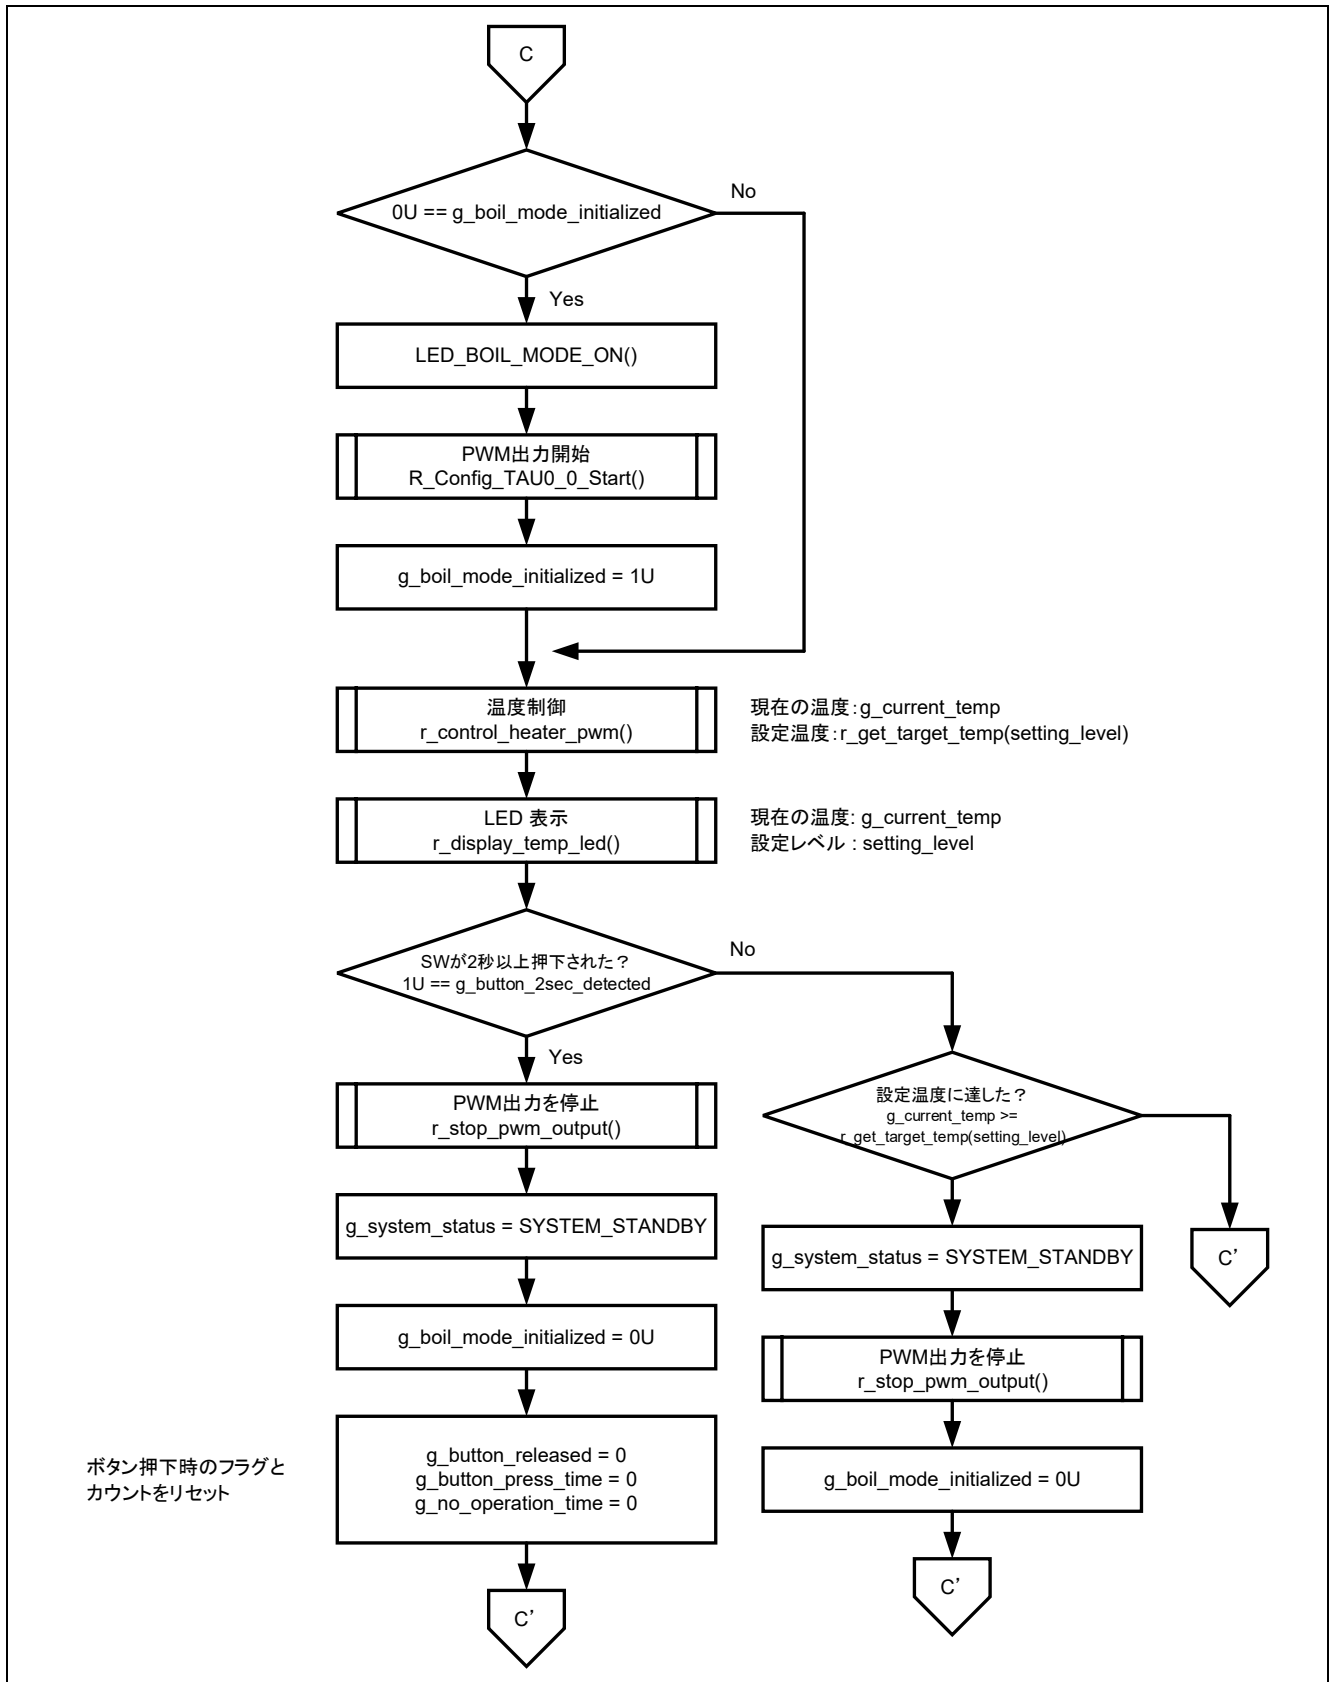 C
0U == g_boil_mode_initialized
No
Yes
LED_BOIL_MODE_ON()
PWM出力開始
R_Config_TAU0_0_Start()
g_boil_mode_initialized = 1U
温度制御
r_control_heater_pwm()
現在の温度：g_current_temp
設定温度：r_get_target_temp(setting_level)
LED 表示
r_display_temp_led()
現在の温度: g_current_temp
設定レベル : setting_level
SWが2秒以上押下された？
1U == g_button_2sec_detected
No
Yes
PWM出力を停止
r_stop_pwm_output()
g_system_status = SYSTEM_STANDBY
g_boil_mode_initialized = 0U
ボタン押下時のフラグと
カウントをリセット
g_button_released = 0
g_button_press_time = 0
g_no_operation_time = 0
C’
設定温度に達した？
g_current_temp >=
r_get_target_temp(setting_level)
g_system_status = SYSTEM_STANDBY
PWM出力を停止
r_stop_pwm_output()
g_boil_mode_initialized = 0U
C’
C’